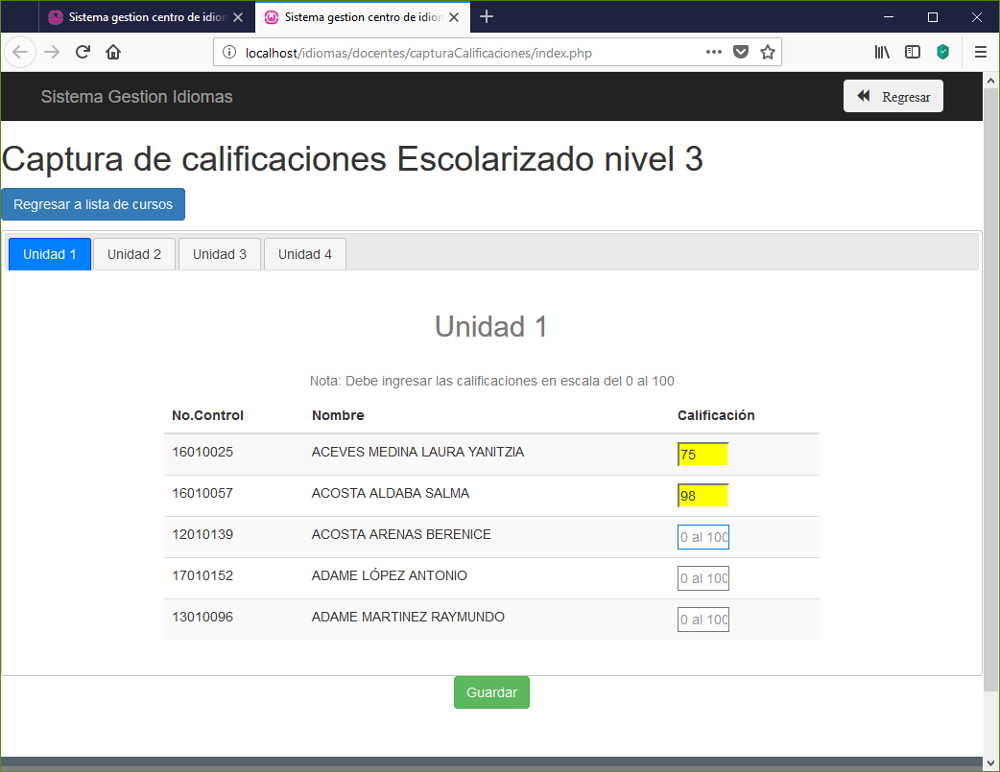 Sistema gestion centro de idion
Sistema gestion centro de idion
localhost/idiomas/docentes/capturaCalificaciones/index.php
Sistema Gestion Idiomas
Regresar
Captura de calificaciones Escolarizado nivel 3
Regresar a lista de cursos
Unidad 1 Unidad 2 Unidad 3 Unidad 4
Unidad 1
Nota: Debe ingresar las calificaciones en escala del 0 al 100
No.Control Nombre Calificación
16010025 ACEVES MEDINA LAURA YANITZIA 75
16010057 ACOSTA ALDABA SALMA 98
12010139 ACOSTA ARENAS BERENICE 0 al 100
17010152 ADAME LÓPEZ ANTONIO 0 al 100
13010096 ADAME MARTINEZ RAYMUNDO 0 al 100
Guardar